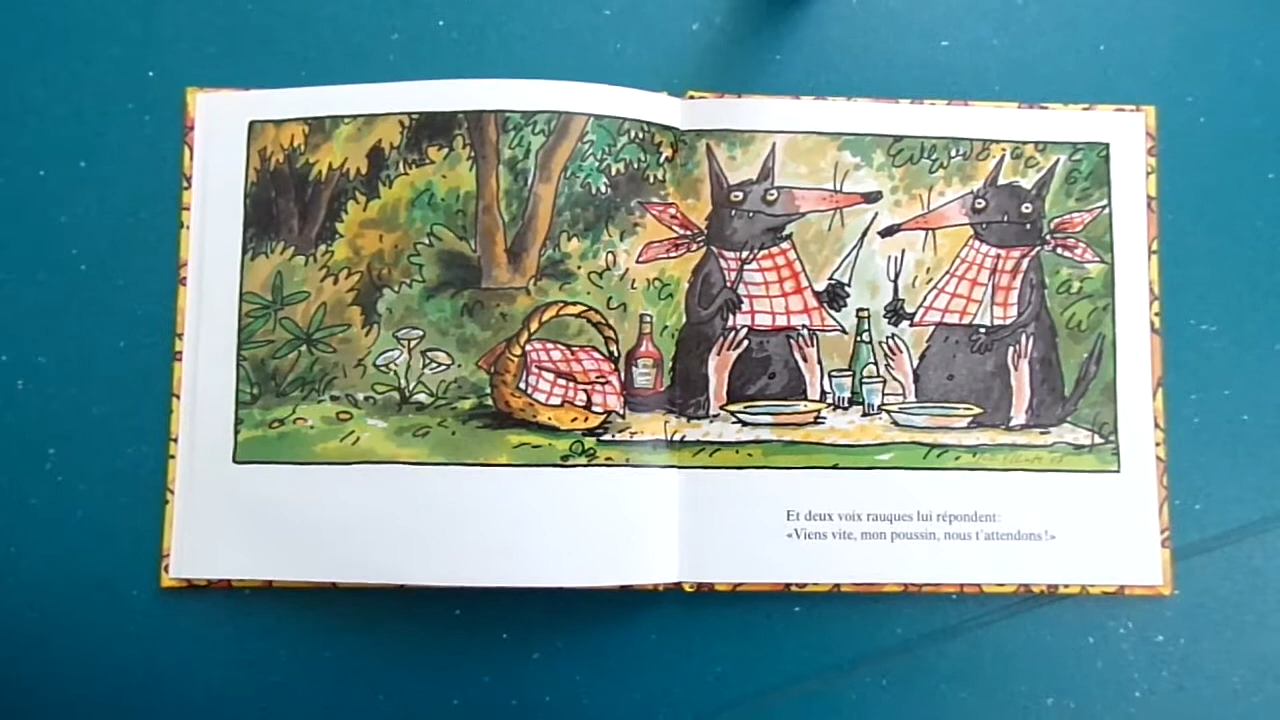 Et deux voix rauques lui répondent:
«Viens vite, mon poussin, nous t'attendons!»